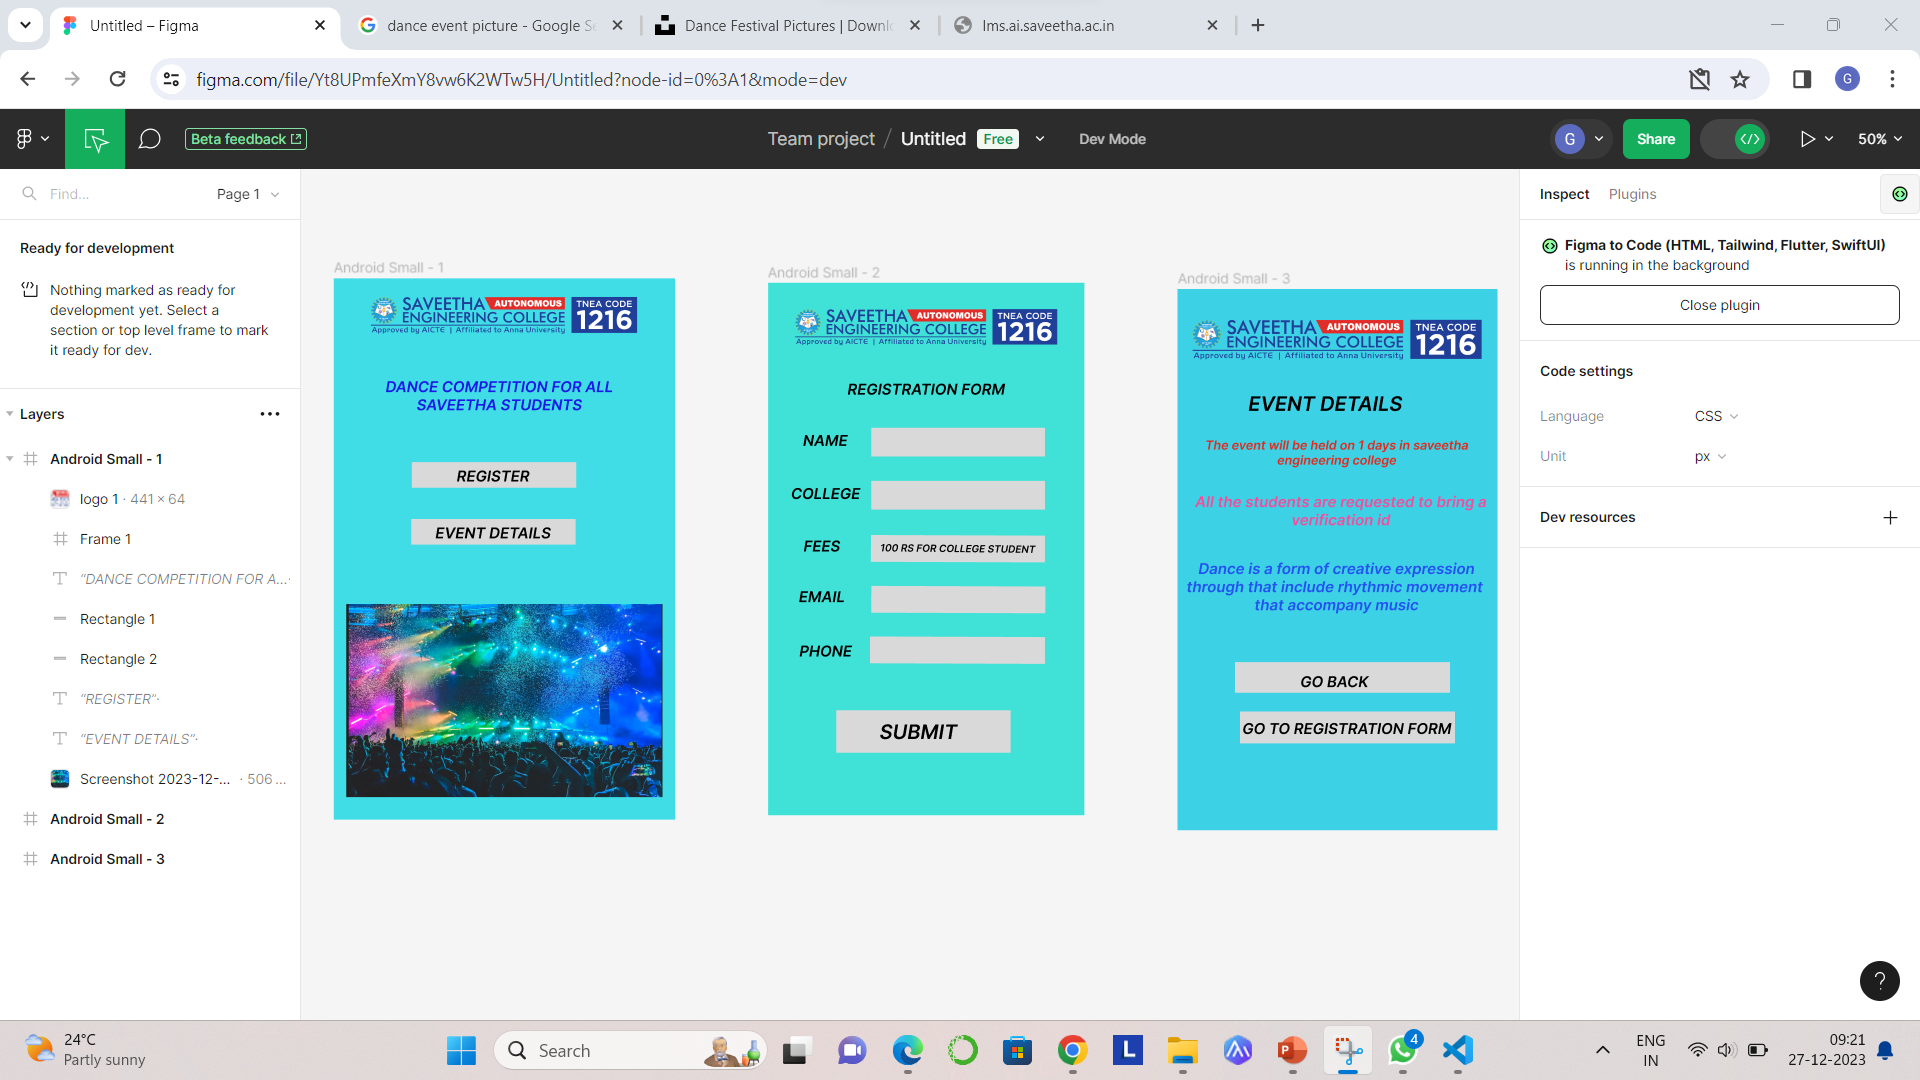 Untitled – Figma
dance event picture - Google Se
Dance Festival Pictures | Downlo
lms.ai.saveetha.ac.in
figma.com/file/Yt8UPmfeXmY8vw6K2WTw5H/Untitled?node-id=0%3A1&mode=dev
G
Beta feedback
Team project / Untitled Free
Dev Mode
G
Share
50%
Find...
Page 1
Ready for development
Nothing marked as ready for
development yet. Select a
section or top level frame to mark
it ready for dev.
Layers
Android Small - 1
logo 1 · 441 × 64
Frame 1
"DANCE COMPETITION FOR A...
Rectangle 1
Rectangle 2
"REGISTER"
"EVENT DETAILS"
Screenshot 2023-12-... · 506 ...
Android Small - 2
Android Small - 3
Android Small - 1
SAVEETHA AUTONOMOUS
ENGINEERING COLLEGE
Approved by AICTE | Affiliated to Anna University
TNEA CODE
1216
DANCE COMPETITION FOR ALL
SAVEETHA STUDENTS
REGISTER
EVENT DETAILS
Android Small - 2
SAVEETHA AUTONOMOUS
ENGINEERING COLLEGE
Approved by AICTE | Affiliated to Anna University
TNEA CODE
1216
REGISTRATION FORM
NAME
COLLEGE
FEES
100 RS FOR COLLEGE STUDENT
EMAIL
PHONE
SUBMIT
Android Small - 3
SAVEETHA AUTONOMOUS
ENGINEERING COLLEGE
Approved by AICTE | Affiliated to Anna University
TNEA CODE
1216
EVENT DETAILS
The event will be held on 1 days in saveetha
engineering college
All the students are requested to bring a
verification id
Dance is a form of creative expression
through that include rhythmic movement
that accompany music
GO BACK
GO TO REGISTRATION FORM
Inspect
Plugins
Figma to Code (HTML, Tailwind, Flutter, SwiftUI)
is running in the background
Close plugin
Code settings
Language
CSS
Unit
px
Dev resources
?
24°C
Partly sunny
Search
L
P
4
ENG
IN
09:21
27-12-2023